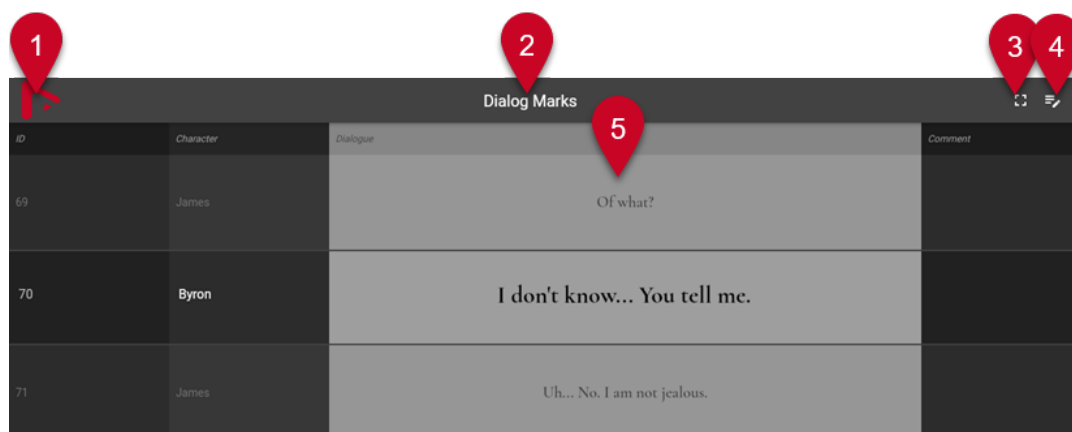 1 2 3 4
Dialog Marks
5
ID Character Dialogue Comment
69 James Of what?
70 Byron I don't know... You tell me.
71 James Uh... No. I am not jealous.